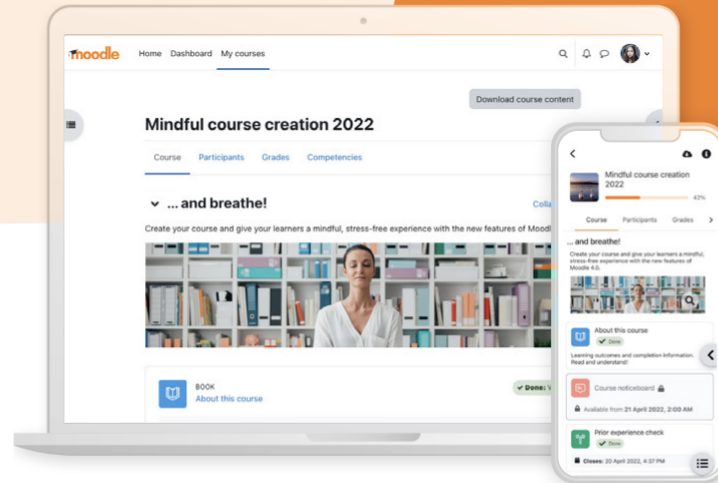 moodle
Home Dashboard My courses
Download course content
Mindful course creation 2022
Course Participants Grades Competencies
... and breathe!
Create your course and give your learners a mindful, stress-free experience with the new features of
BOOK
About this course
Done:
Mindful course creation
2022
43%
Course Participants Grades
... and breathe!
Create your course and give your learners a mindful,
stress-free experience with the new features of
Moodle 4.0.
About this course
Done
Learning outcomes and completion information.
Read and understand!
Course noticeboard
Available from 21 April 2022, 2:00 AM
Prior experience check
Done
Closes: 20 April 2022, 4:37 PM